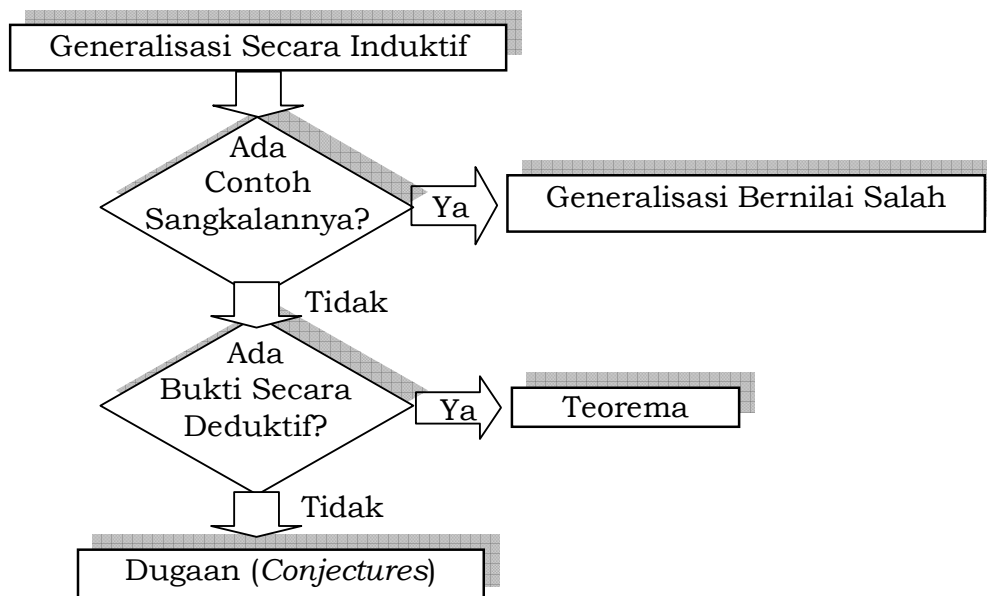 Generalisasi Secara Induktif
Ada
Contoh
Sangkalannya?
Ya
Generalisasi Bernilai Salah
Tidak
Ada
Bukti Secara
Deduktif?
Ya
Teorema
Tidak
Dugaan (Conjectures)